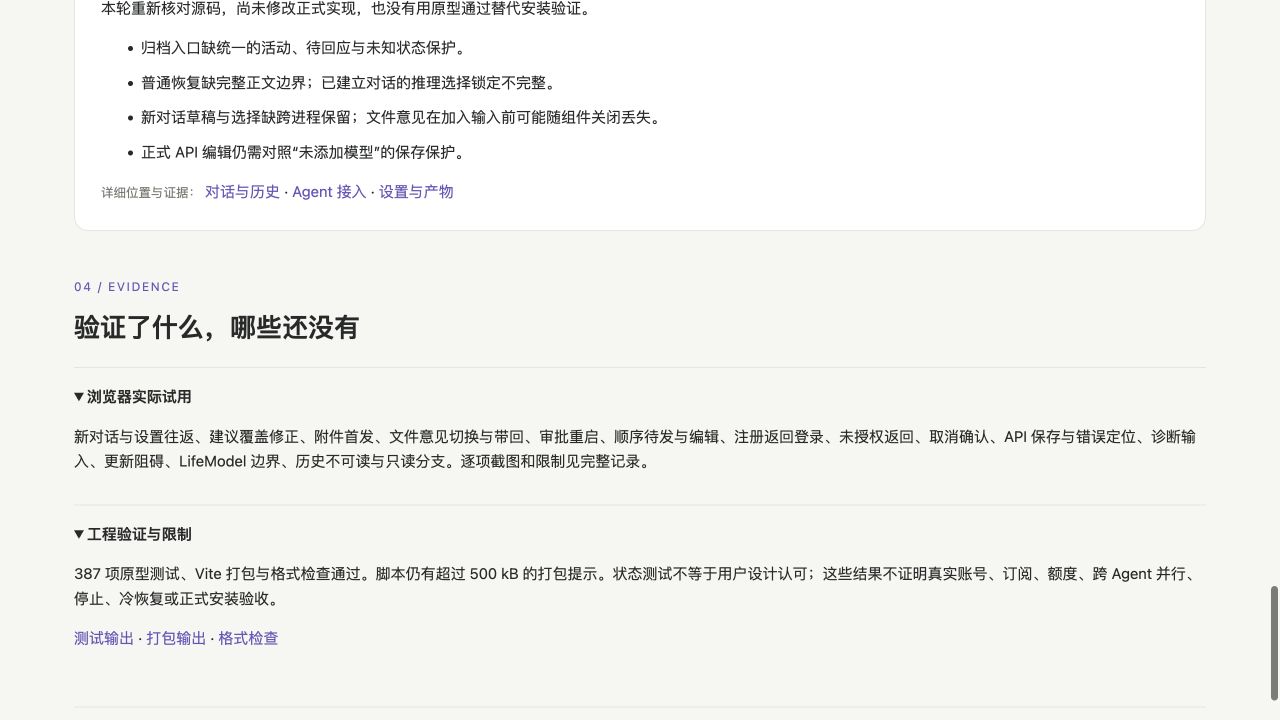 本轮重新核对源码，尚未修改正式实现，也没有用原型通过替代安装验证。
• 归档入口缺统一的活动、待回应与未知状态保护。
• 普通恢复缺完整正文边界；已建立对话的推理选择锁定不完整。
• 新对话草稿与选择缺跨进程保留；文件意见在加入输入前可能随组件关闭丢失。
• 正式 API 编辑仍需对照“未添加模型”的保存保护。
详细位置与证据： 对话与历史 · Agent 接入 · 设置与产物
04 / EVIDENCE
验证了什么，哪些还没有
▼浏览器实际试用
新对话与设置往返、建议覆盖修正、附件首发、文件意见切换与带回、审批重启、顺序待发与编辑、注册返回登录、未授权返回、取消确认、API 保存与错误定位、诊断输
入、更新阻碍、LifeModel 边界、历史不可读与只读分支。逐项截图和限制见完整记录。
▼工程验证与限制
387 项原型测试、Vite 打包与格式检查通过。脚本仍有超过 500 kB 的打包提示。状态测试不等于用户设计认可；这些结果不证明真实账号、订阅、额度、跨 Agent 并行、
停止、冷恢复或正式安装验收。
测试输出 · 打包输出 · 格式检查